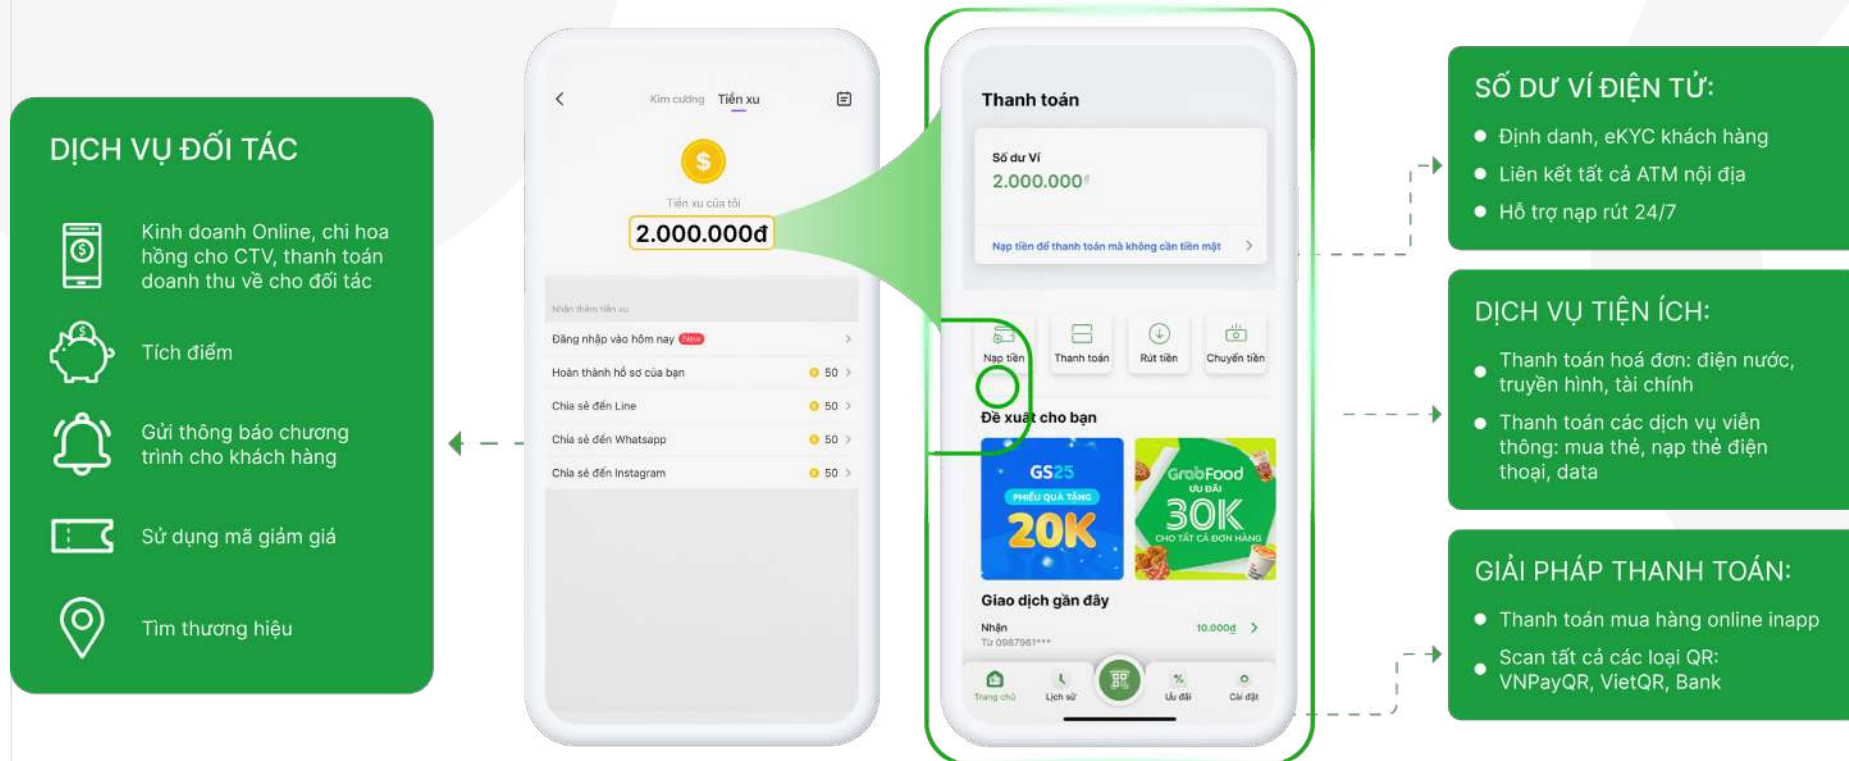 DỊCH VỤ ĐỐI TÁC
Kinh doanh Online, chi hoa
hồng cho CTV, thanh toán
doanh thu về cho đối tác
Tích điểm
Gửi thông báo chương
trình cho khách hàng
Sử dụng mã giảm giá
Tìm thương hiệu
Kim cương Tiền xu
Tiền xu của tôi
2.000.000đ
Nhận thêm tiền xu
Đăng nhập vào hôm nay New
Hoàn thành hồ sơ của bạn 50
Chia sẻ đến Line 50
Chia sẻ đến Whatsapp 50
Chia sẻ đến Instagram 50
Thanh toán
Số dư Ví
2.000.000đ
Nạp tiền để thanh toán mà không cần tiền mặt
Nạp tiền Thanh toán Rút tiền Chuyển tiền
Đề xuất cho bạn
GS25
PHIẾU QUÀ TẶNG
20K
GrabFood
ƯU ĐÃI
30K
CHO TẤT CẢ ĐƠN HÀNG
Giao dịch gần đây
Nhận 10.000đ
Từ 0987961***
Trang chủ Lịch sử Ưu đãi Cài đặt
SỐ DƯ VÍ ĐIỆN TỬ:
Định danh, eKYC khách hàng
Liên kết tất cả ATM nội địa
Hỗ trợ nạp rút 24/7
DỊCH VỤ TIỆN ÍCH:
Thanh toán hoá đơn: điện nước,
truyền hình, tài chính
Thanh toán các dịch vụ viễn
thông: mua thẻ, nạp thẻ điện
thoại, data
GIẢI PHÁP THANH TOÁN:
Thanh toán mua hàng online inapp
Scan tất cả các loại QR:
VNPayQR, VietQR, Bank